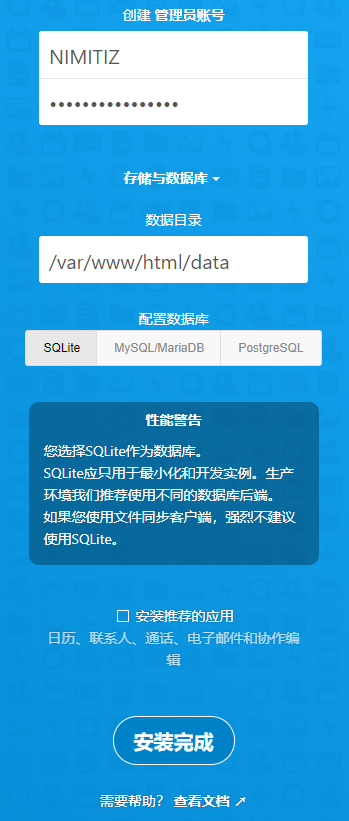 创建 管理员账号
NIMITIZ
••••••••••••••••
存储与数据库
数据目录
/var/www/html/data
配置数据库
SQLite MySQL/MariaDB PostgreSQL
性能警告
您选择SQLite作为数据库。
SQLite应只用于最小化和开发实例。生产
环境我们推荐使用不同的数据库后端。
如果您使用文件同步客户端，强烈不建议
使用SQLite。
安装推荐的应用
日历、联系人、通话、电子邮件和协作编
辑
安装完成
需要帮助？ 查看文档 ↗